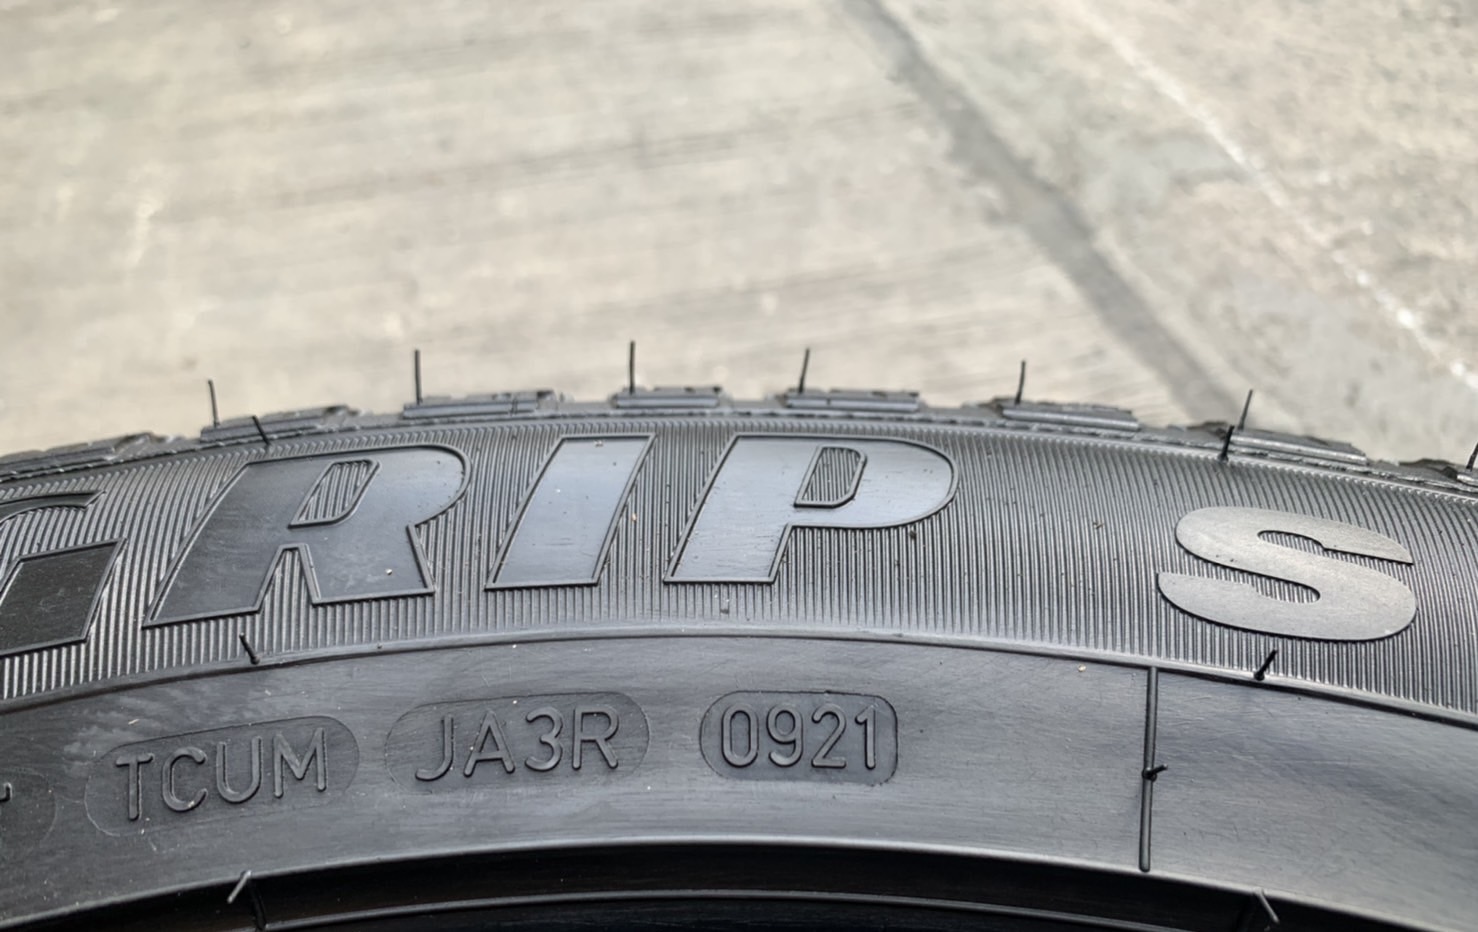 GRIP S
TCUM JA3R 0921